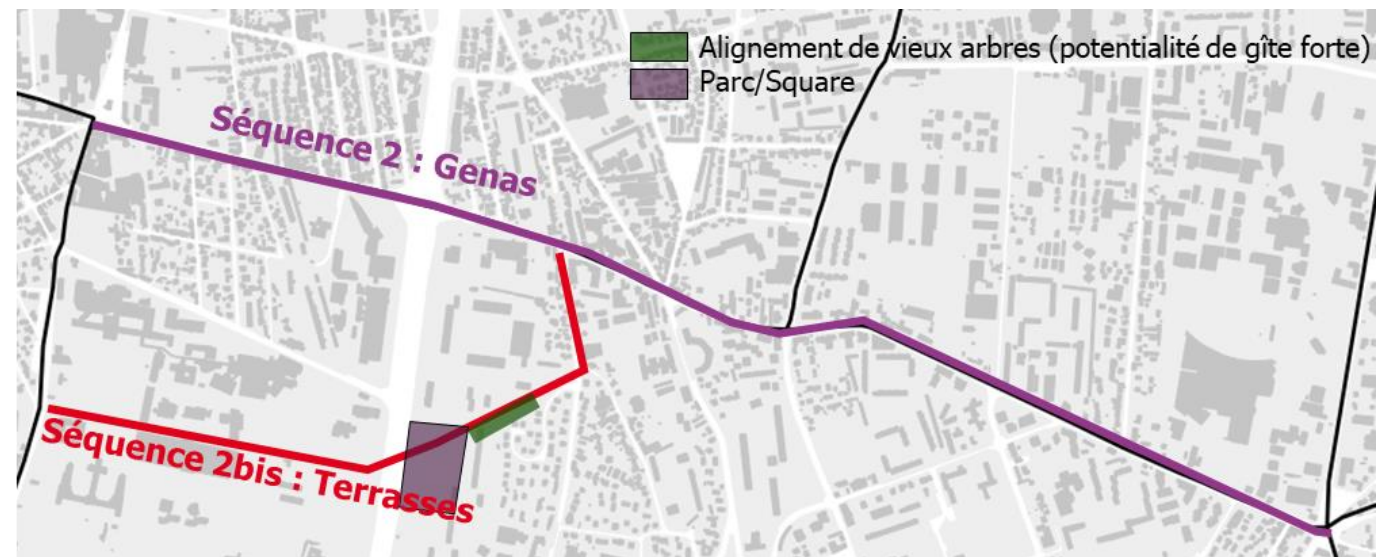 Alignement de vieux arbres (potentialité de gîte forte)
Parc/Square
Séquence 2 : Genas
Séquence 2bis : Terrasses